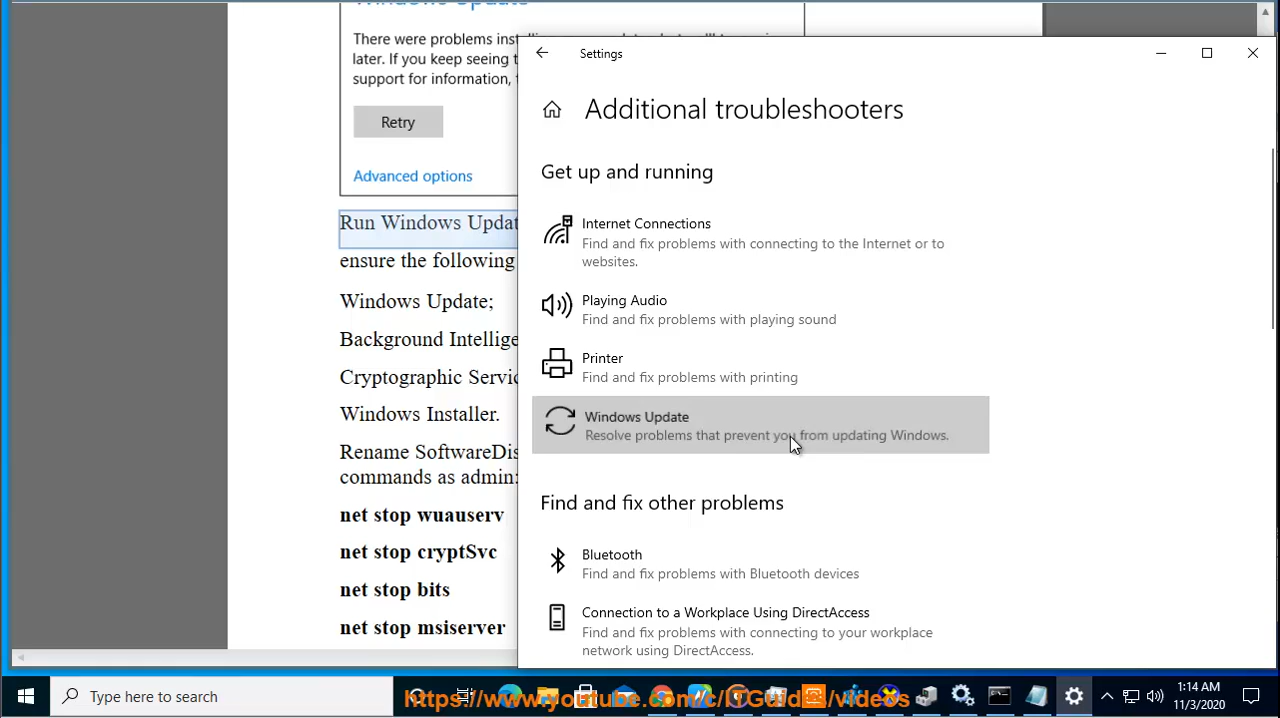 There were problems
later. If you keep seeing
support for information,
Retry
Advanced options
Run Windows
ensure the following
Windows Update;
Background
Cryptographic
Windows Installer.
Rename
commands as admin:
net stop wuauserv
net stop cryptSvc
net stop bits
net stop msiserver
Settings
Additional troubleshooters
Get up and running
Internet Connections
Find and fix problems with connecting to the Internet or to
websites.
Playing Audio
Find and fix problems with playing sound
Printer
Find and fix problems with printing
Windows Update
Resolve problems that prevent you from updating Windows.
Find and fix other problems
Bluetooth
Find and fix problems with Bluetooth devices
Connection to a Workplace Using DirectAccess
Find and fix problems with connecting to your workplace
network using DirectAccess.
Type here to search
https://www.youtube.com/c/ITGuides/videos
1:14 AM
11/3/2020